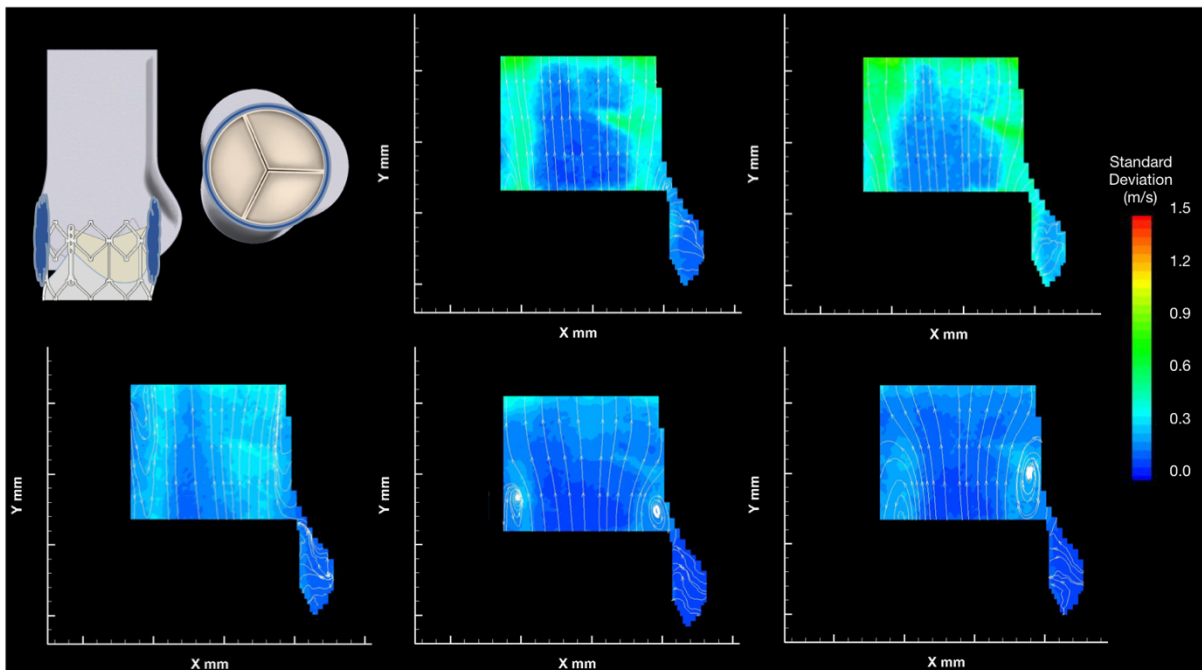 Y mm
X mm
Y mm
X mm
Standard
Deviation
(m/s)
1.5
1.2
0.9
0.6
0.3
0.0
Y mm
X mm
Y mm
X mm
Y mm
X mm